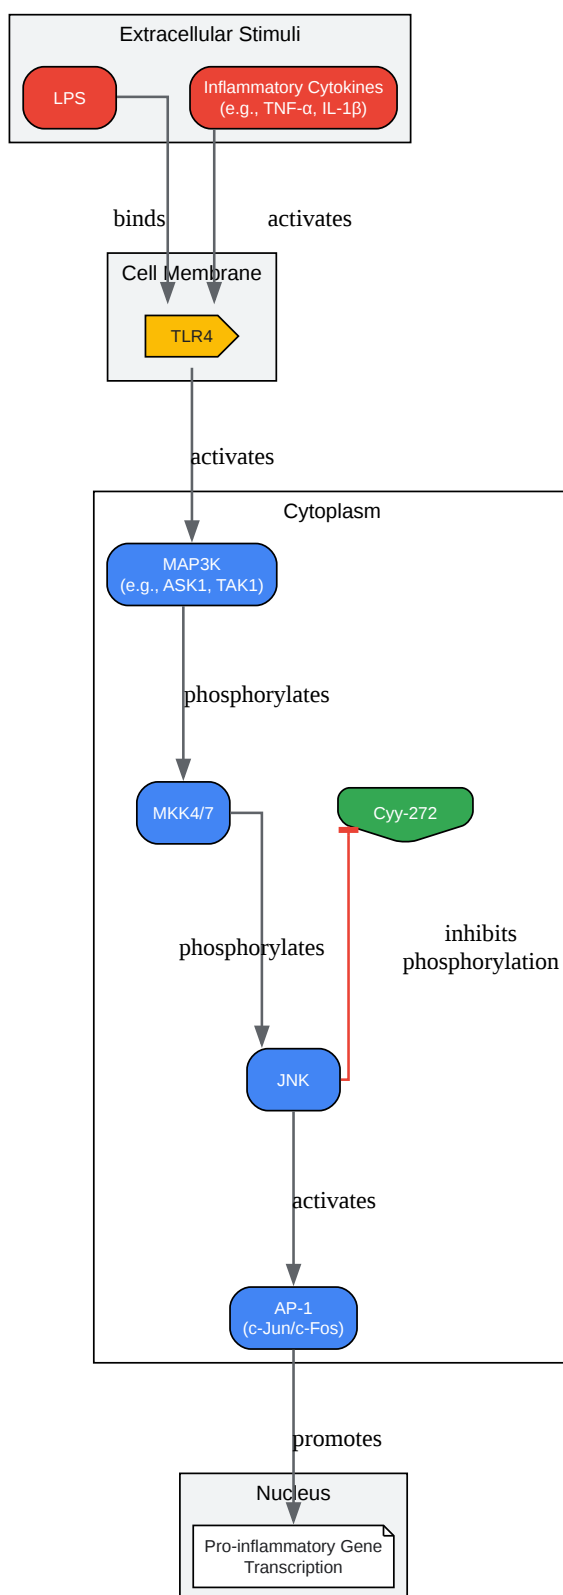 Extracellular Stimuli
LPS
Inflammatory Cytokines
(e.g., TNF-α, IL-1β)
binds
activates
Cell Membrane
TLR4
activates
Cytoplasm
MAP3K
(e.g., ASK1, TAK1)
phosphorylates
MKK4/7
Cyy-272
phosphorylates
inhibits
phosphorylation
JNK
activates
AP-1
(c-Jun/c-Fos)
promotes
Nucleus
Pro-inflammatory Gene
Transcription